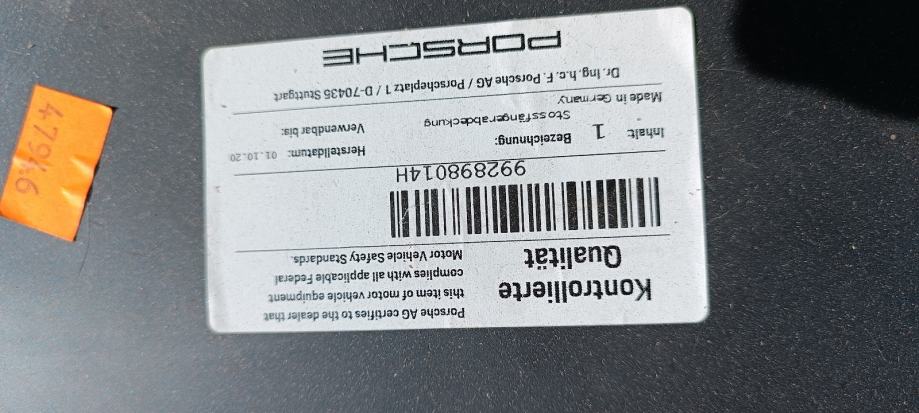 Kontrollierte
Qualität
Porsche AG certifies to the dealer that
this item of motor vehicle equipment
complies with all applicable Federal
Motor Vehicle Safety Standards.
992898014H
Inhalt: 1 Bezeichnung: Herstelldatum: 01.10.20
Stossfängerabdeckung Verwendbar bis:
Made in Germany
Dr. Ing. h.c. F. Porsche AG / Porscheplatz 1 / D-70435 Stuttgart
PORSCHE
47946